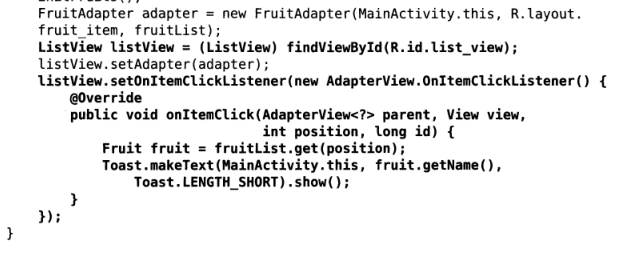 FruitAdapter adapter = new FruitAdapter(MainActivity.this, R.layout.
fruit_item, fruitList);
ListView listView = (ListView) findViewById(R.id.list_view);
listView.setAdapter(adapter);
listView.setOnItemClickListener(new AdapterView.OnItemClickListener() {
@Override
public void onItemClick(AdapterView<?> parent, View view,
int position, long id) {
Fruit fruit = fruitList.get(position);
Toast.makeText(MainActivity.this, fruit.getName(),
Toast.LENGTH_SHORT).show();
}
});
}